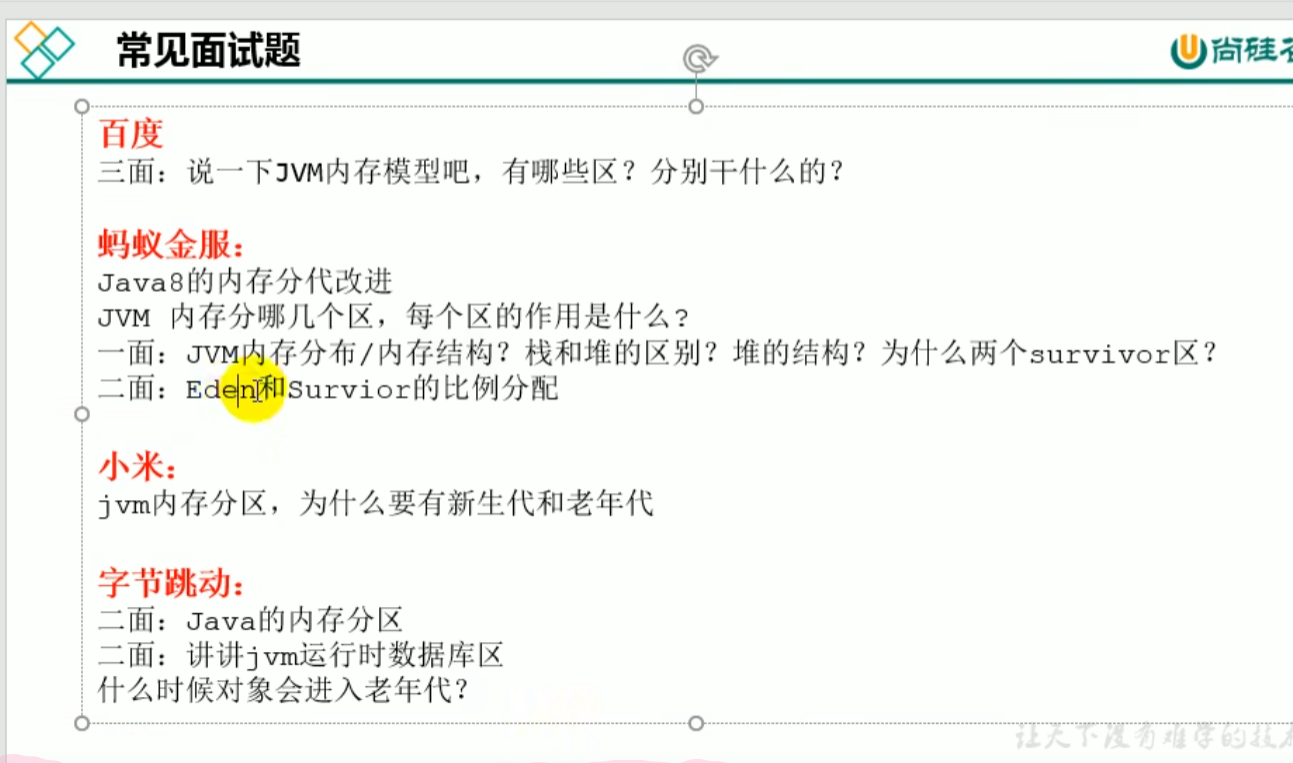 常见面试题
尚硅
百度
三面：说一下JVM内存模型吧，有哪些区？分别干什么的？
蚂蚁金服：
Java8的内存分代改进
JVM 内存分哪几个区，每个区的作用是什么?
一面：JVM内存分布/内存结构？栈和堆的区别？堆的结构？为什么两个survivor区？
二面：Eden和Survior的比例分配
小米：
jvm内存分区，为什么要有新生代和老年代
字节跳动：
二面：Java的内存分区
二面：讲讲jvm运行时数据库区
什么时候对象会进入老年代？
让天下没有难学的技